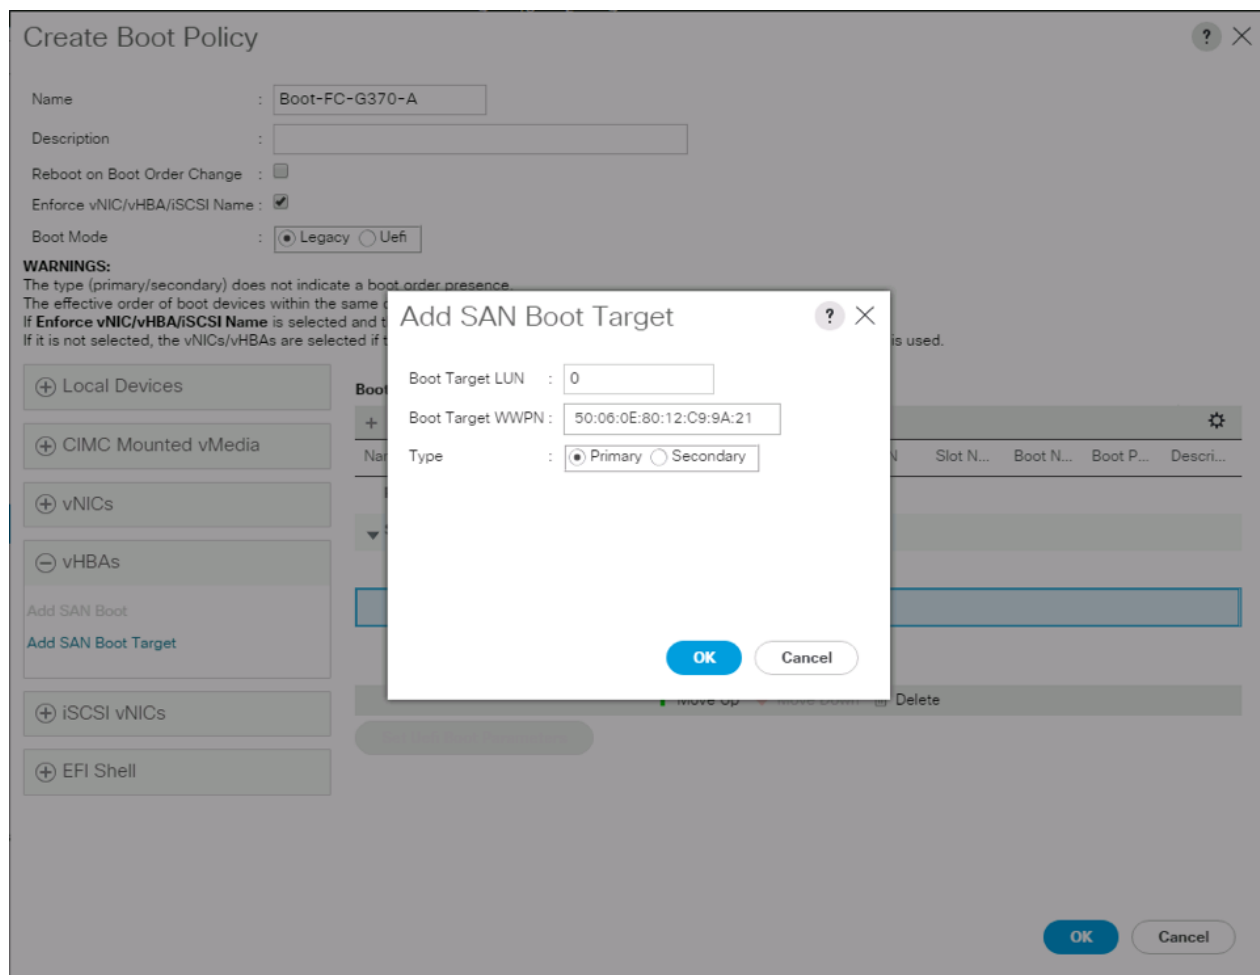 Create Boot Policy
?
Name : Boot-FC-G370-A
Description :
Reboot on Boot Order Change :
Enforce vNIC/vHBA/iSCSI Name :
Boot Mode : Legacy Uefi
WARNINGS:
The type (primary/secondary) does not indicate a boot order presence.
The effective order of boot devices within the same
If Enforce vNIC/vHBA/iSCSI Name is selected and
If it is not selected, the vNICs/vHBAs are selected if is used.
Add SAN Boot Target
?
Boot Target LUN : 0
Boot Target WWPN : 50:06:0E:80:12:C9:9A:21
Type : Primary Secondary
OK Cancel
Local Devices
CIMC Mounted vMedia
vNICs
vHBAs
Add SAN Boot
Add SAN Boot Target
iSCSI vNICs
EFI Shell
Boot
+
Slot N... Boot N... Boot P... Descri...
Move Up Move Down Delete
OK Cancel